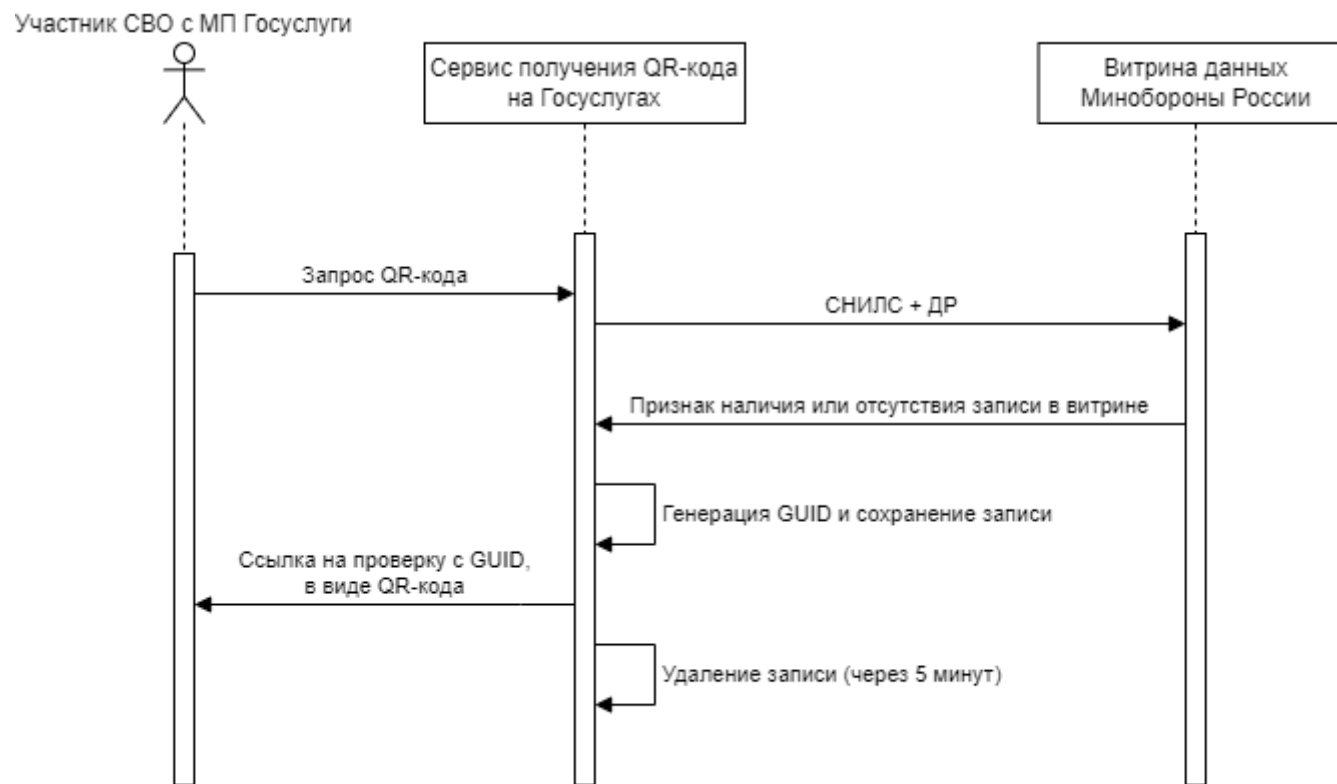 Участник СВО с МП Госуслуги
Сервис получения QR-кода
на Госуслугах
Витрина данных
Минобороны России
Запрос QR-кода
СНИЛС + ДР
Признак наличия или отсутствия записи в витрине
Генерация GUID и сохранение записи
Ссылка на проверку с GUID,
в виде QR-кода
Удаление записи (через 5 минут)